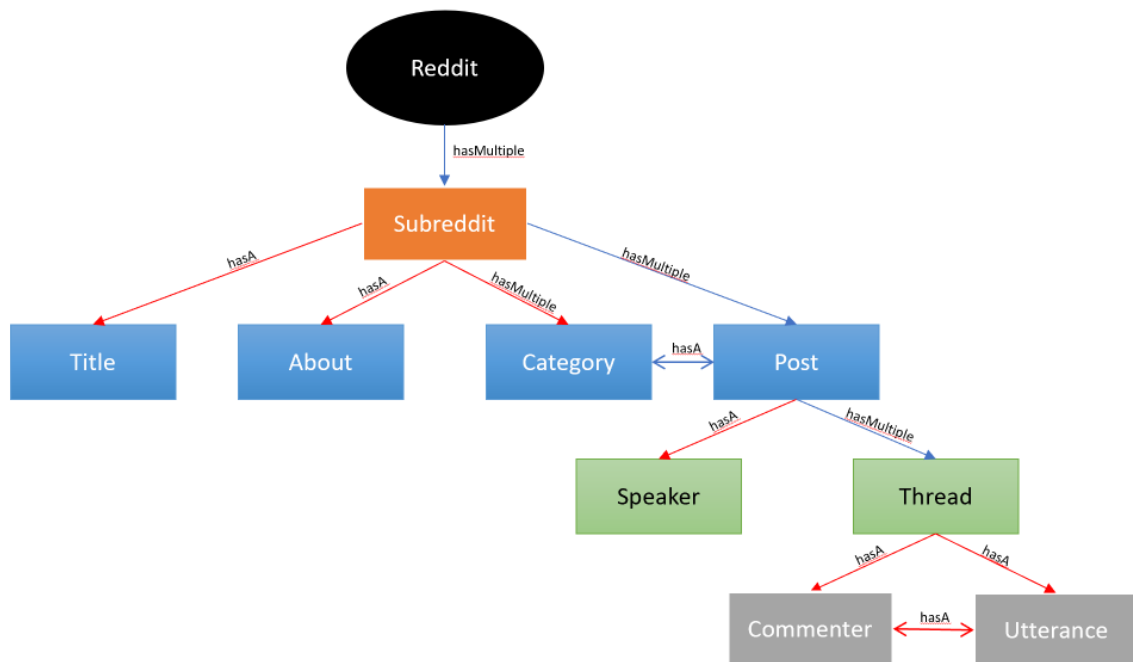 Reddit
hasMultiple
Subreddit
hasA
hasA
hasMultiple
hasMultiple
Title
About
Category
hasA
Post
hasA
hasMultiple
Speaker
Thread
hasA
hasA
Commenter
hasA
Utterance